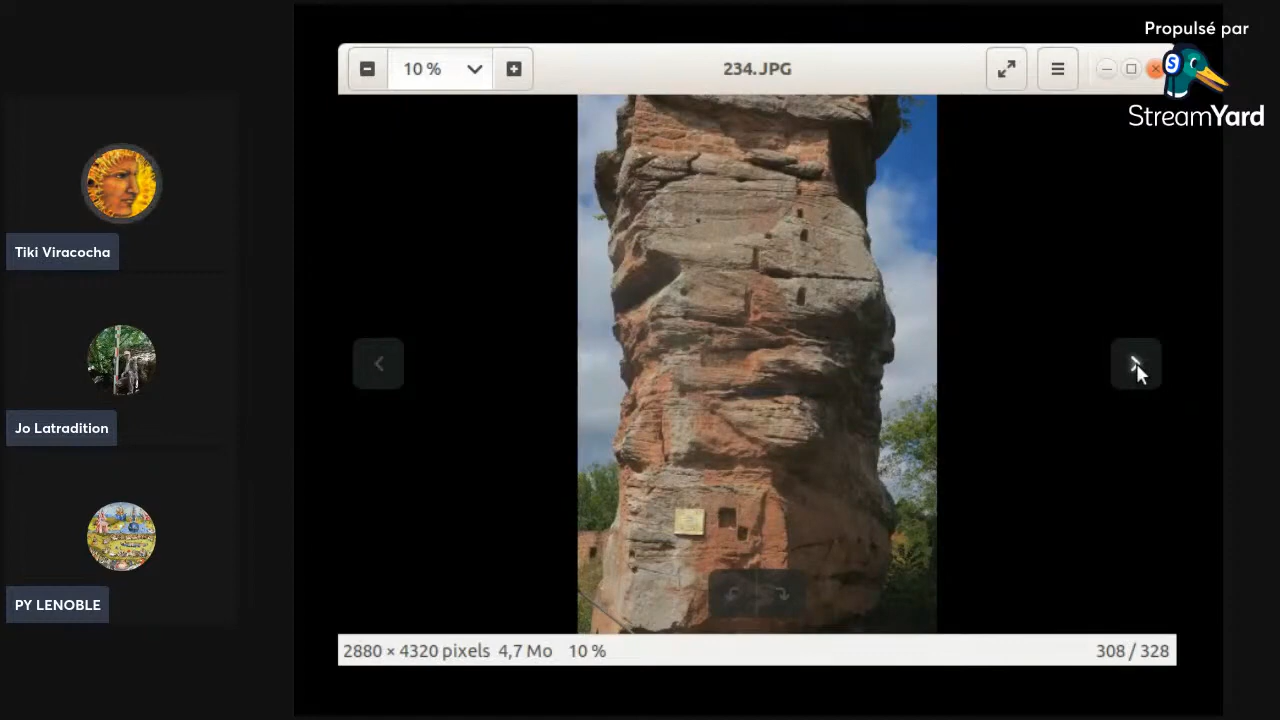 Propulsé par
StreamYard
10 %
234.JPG
Tiki Viracocha
Jo Latradition
PY LENOBLE
2880 × 4320 pixels 4,7 Mo 10 %
308 / 328